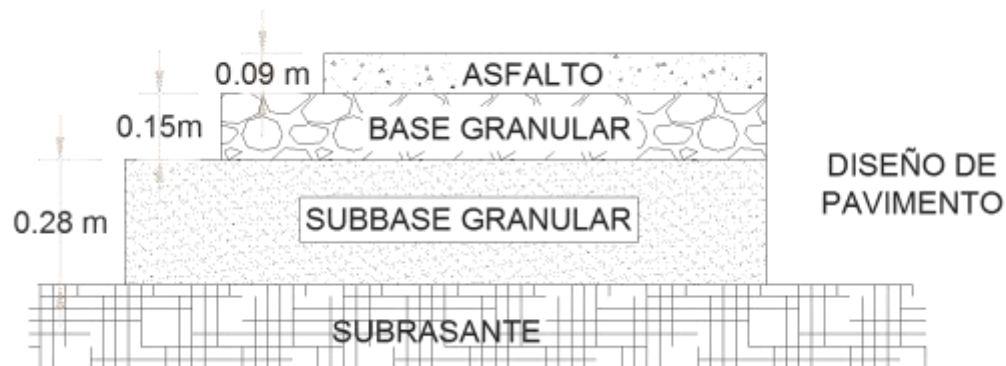 0.09 m
ASFALTO
0.15m
BASE GRANULAR
DISEÑO DE
PAVIMENTO
0.28 m
SUBBASE GRANULAR
SUBRASANTE